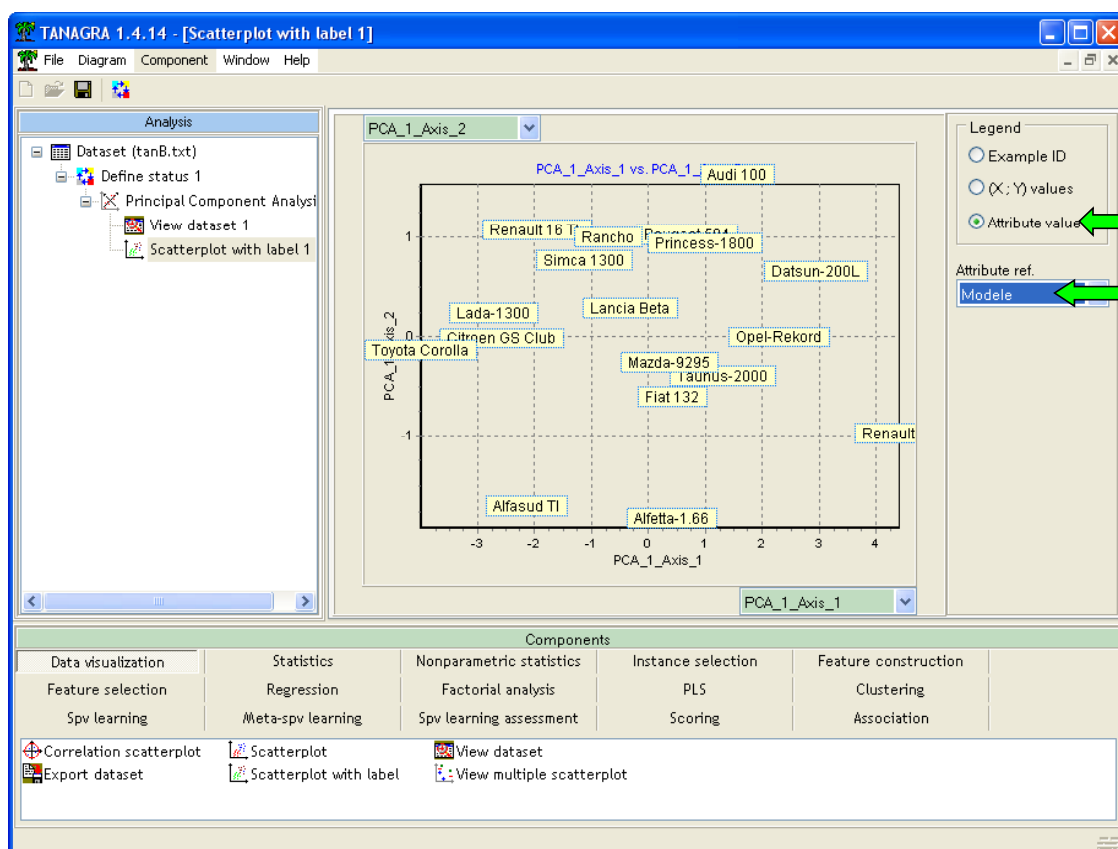 TANAGRA 1.4.14 - [Scatterplot with label 1]
File Diagram Component Window Help
Analysis
Dataset (tanB.txt)
Define status 1
Principal Component Analysi
View dataset 1
Scatterplot with label 1
PCA_1_Axis_2
PCA_1_Axis_1 vs. PCA_1_
Audi 100
Renault 16 T
Rancho
Princess-1800
Simca 1300
Datsun-200L
Lancia Beta
Lada-1300
Citroen GS Club
Opel-Rekord
Toyota Corolla
Mazda-9295
Taunus-2000
Fiat 132
Renault
Alfasud TI
Alfetta-1.66
1
0
-1
-3 -2 -1 0 1 2 3 4
PCA_1_Axis_1
PCA_1_Axis_1
Legend
Example ID
(X ; Y) values
Attribute value
Attribute ref.
Modele
Components
Data visualization Statistics Nonparametric statistics Instance selection Feature construction
Feature selection Regression Factorial analysis PLS Clustering
Spv learning Meta-spv learning Spv learning assessment Scoring Association
Correlation scatterplot Scatterplot View dataset
Export dataset Scatterplot with label View multiple scatterplot